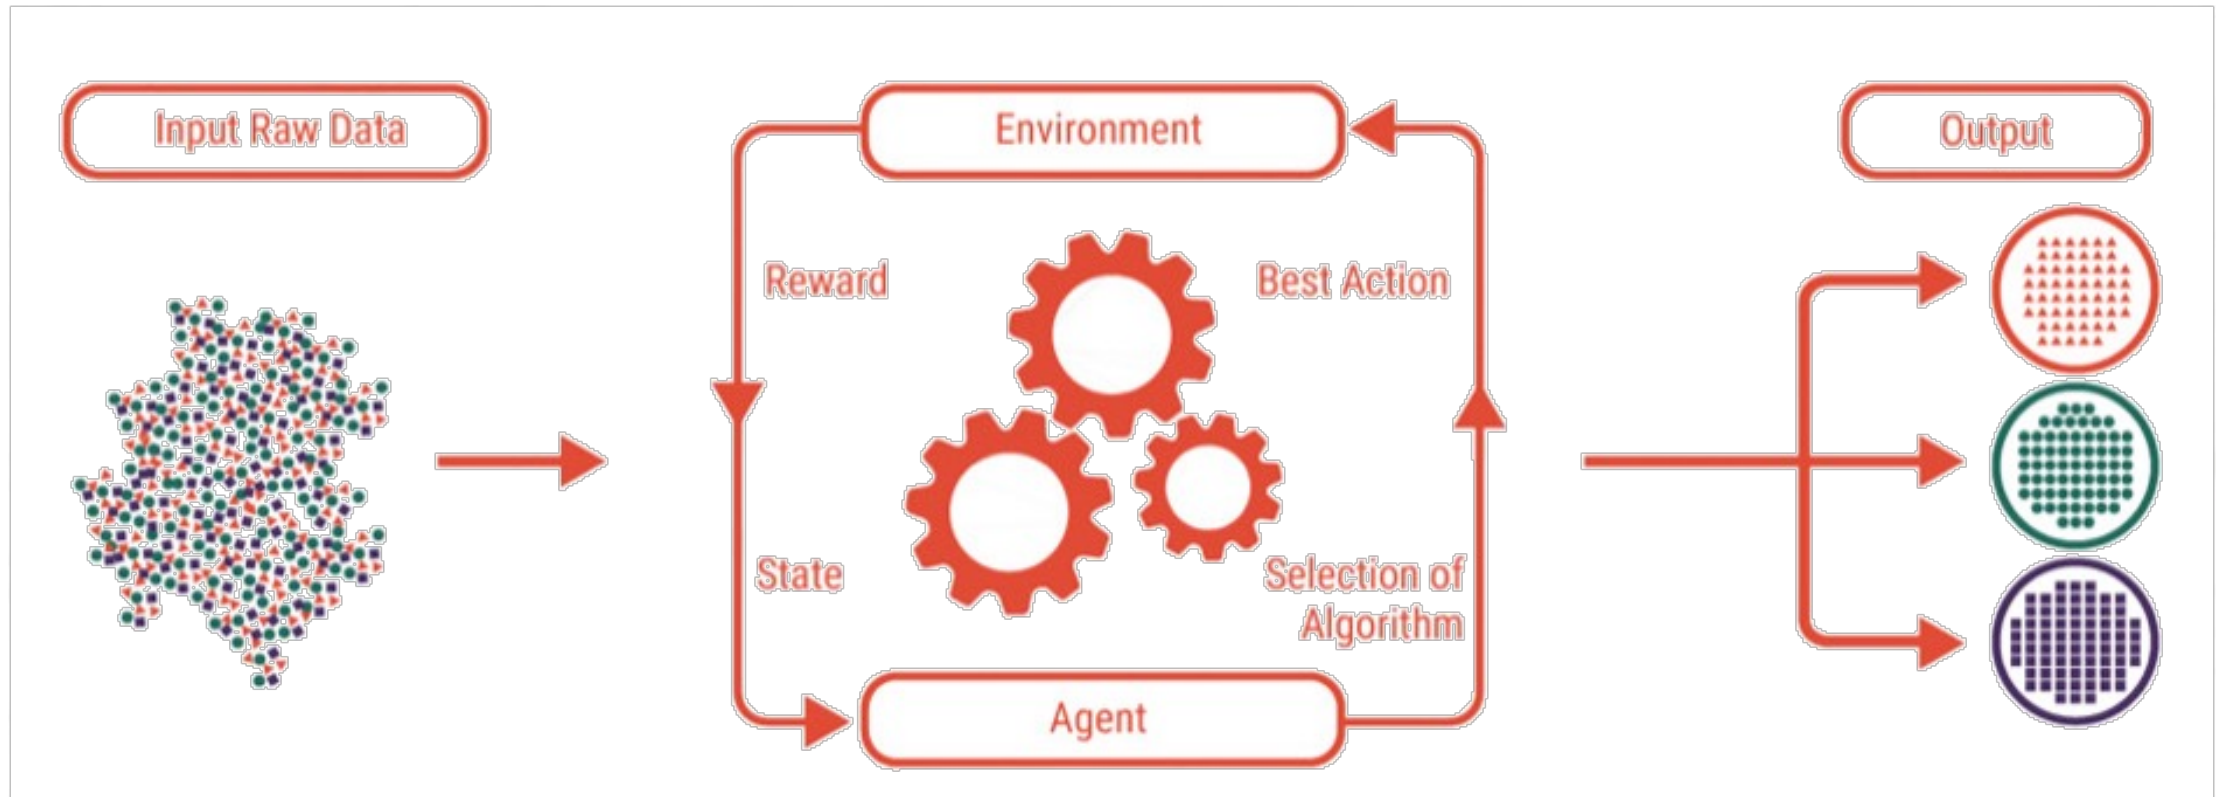 Input Raw Data
Environment
Output
Reward
Best Action
State
Selection of
Algorithm
Agent